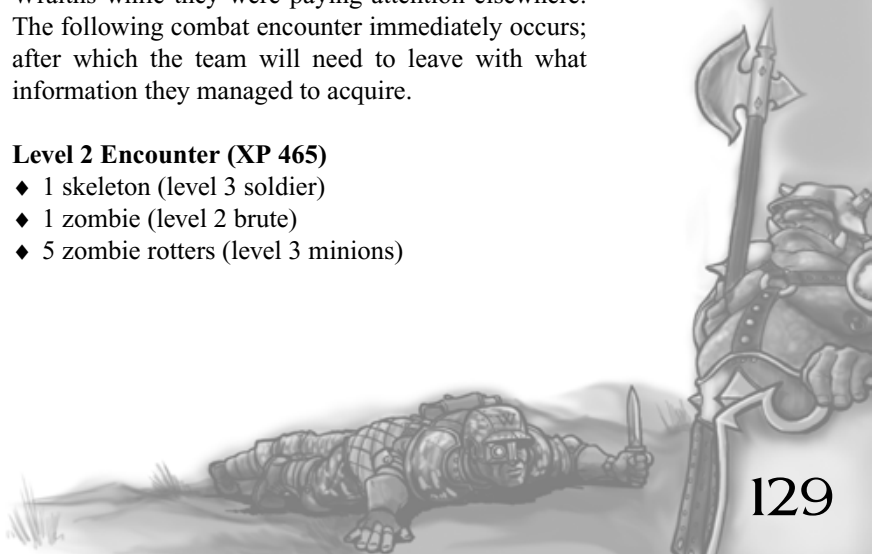 while they were paying attention elsewhere.
The following combat encounter immediately occurs;
after which the team will need to leave with what
information they managed to acquire.
Level 2 Encounter (XP 465)
♦ 1 skeleton (level 3 soldier)
♦ 1 zombie (level 2 brute)
♦ 5 zombie rotters (level 3 minions)
129